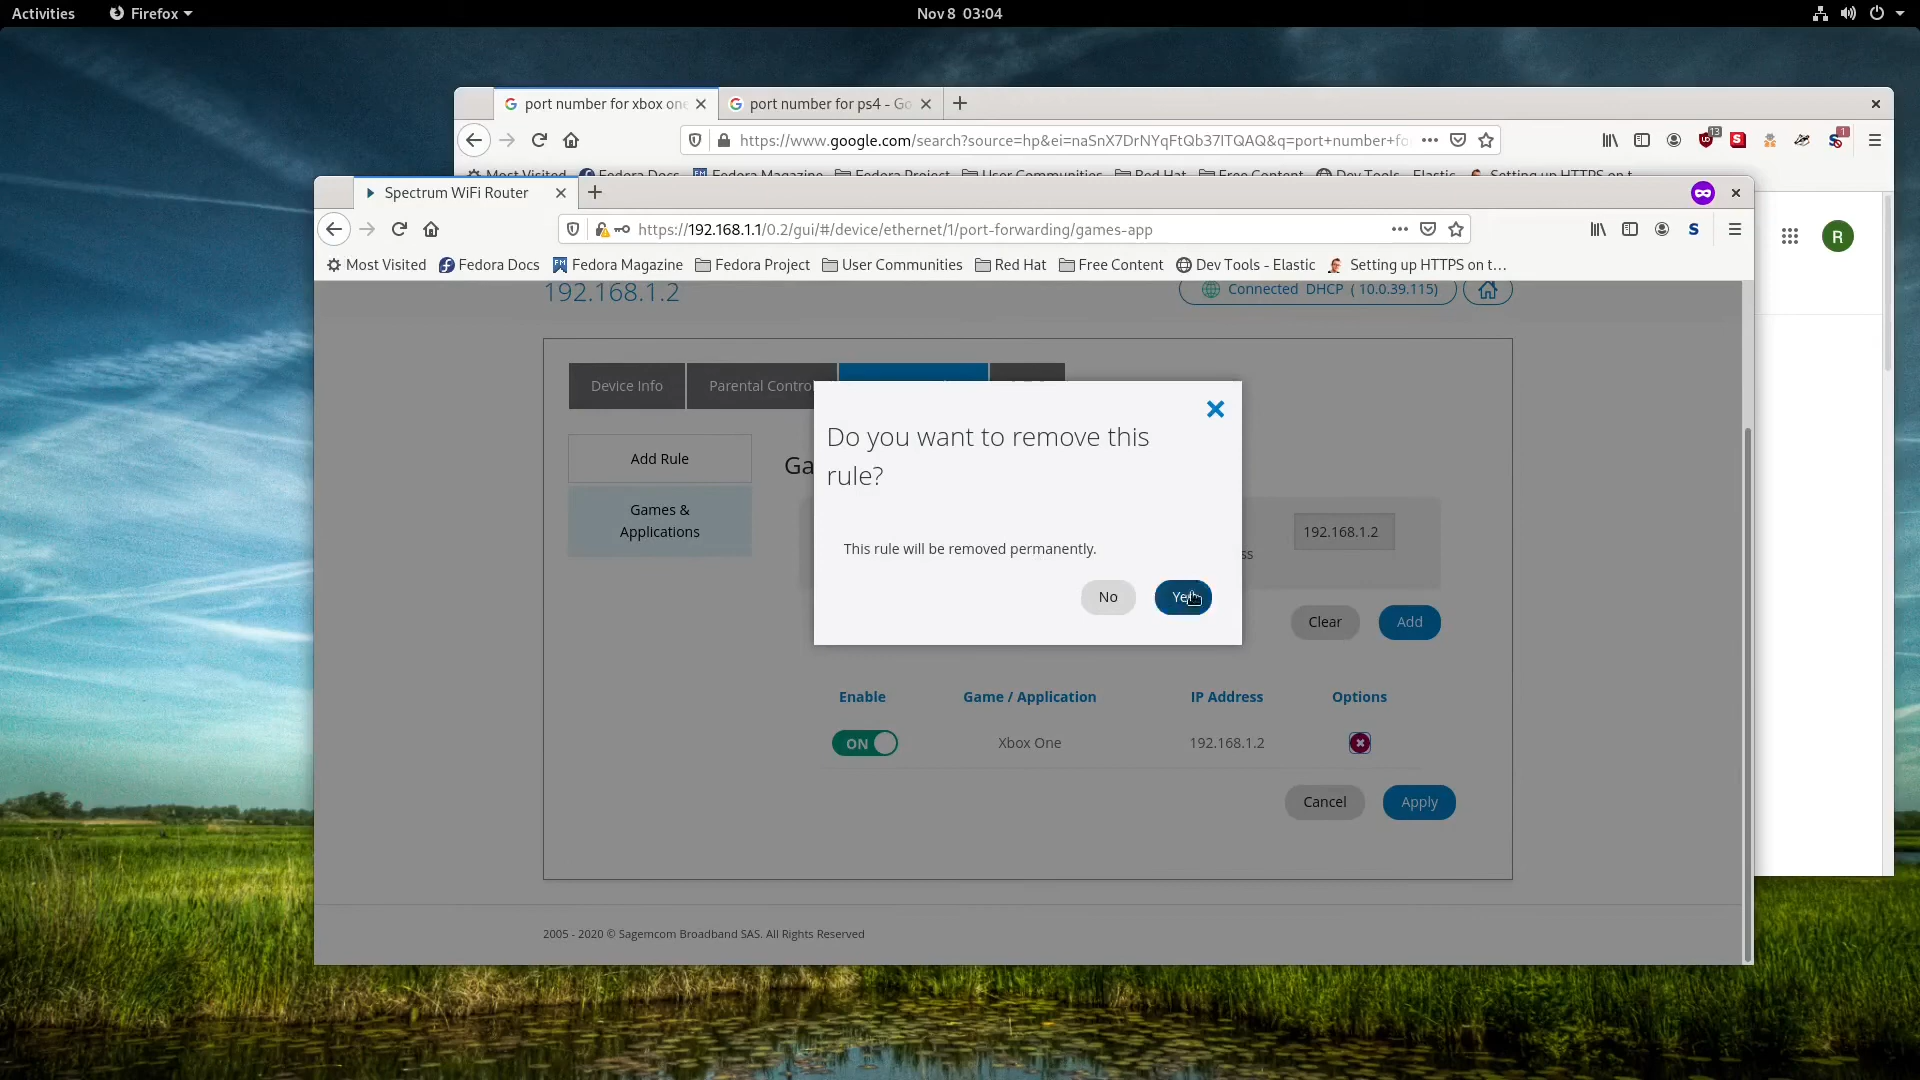 Activities
Firefox
Nov 8 03:04
port number for xbox one
port number for ps4 - Go
https://www.google.com/search?source=hp&ei=naSnX7DrNYqFtQb37ITQAQ&q=port+number+fo
13
1
Spectrum WiFi Router
https://192.168.1.1/0.2/gui/#/device/ethernet/1/port-forwarding/games-app
R
Most Visited
Fedora Docs
Fedora Magazine
Fedora Project
User Communities
Red Hat
Free Content
Dev Tools - Elastic
Setting up HTTPS on t…
192.168.1.2
Connected DHCP ( 10.0.39.115)
Device Info
Parental Contro
Add Rule
Games &
Applications
Ga
Do you want to remove this
rule?
This rule will be removed permanently.
No
192.168.1.2
ss
Clear
Add
Enable
Game / Application
IP Address
Options
ON
Xbox One
192.168.1.2
Cancel
Apply
2005 - 2020 © Sagemcom Broadband SAS. All Rights Reserved